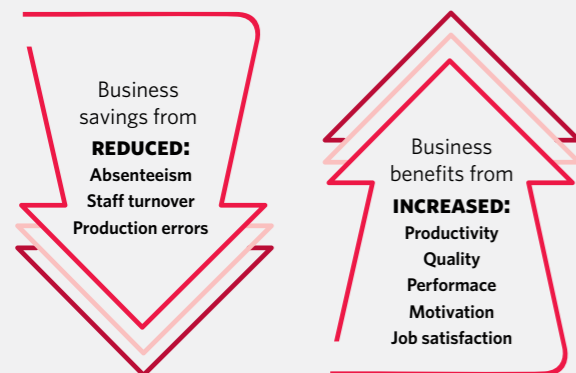 Business
savings from
REDUCED:
Absenteeism
Staff turnover
Production errors
Business
benefits from
INCREASED:
Productivity
Quality
Performace
Motivation
Job satisfaction